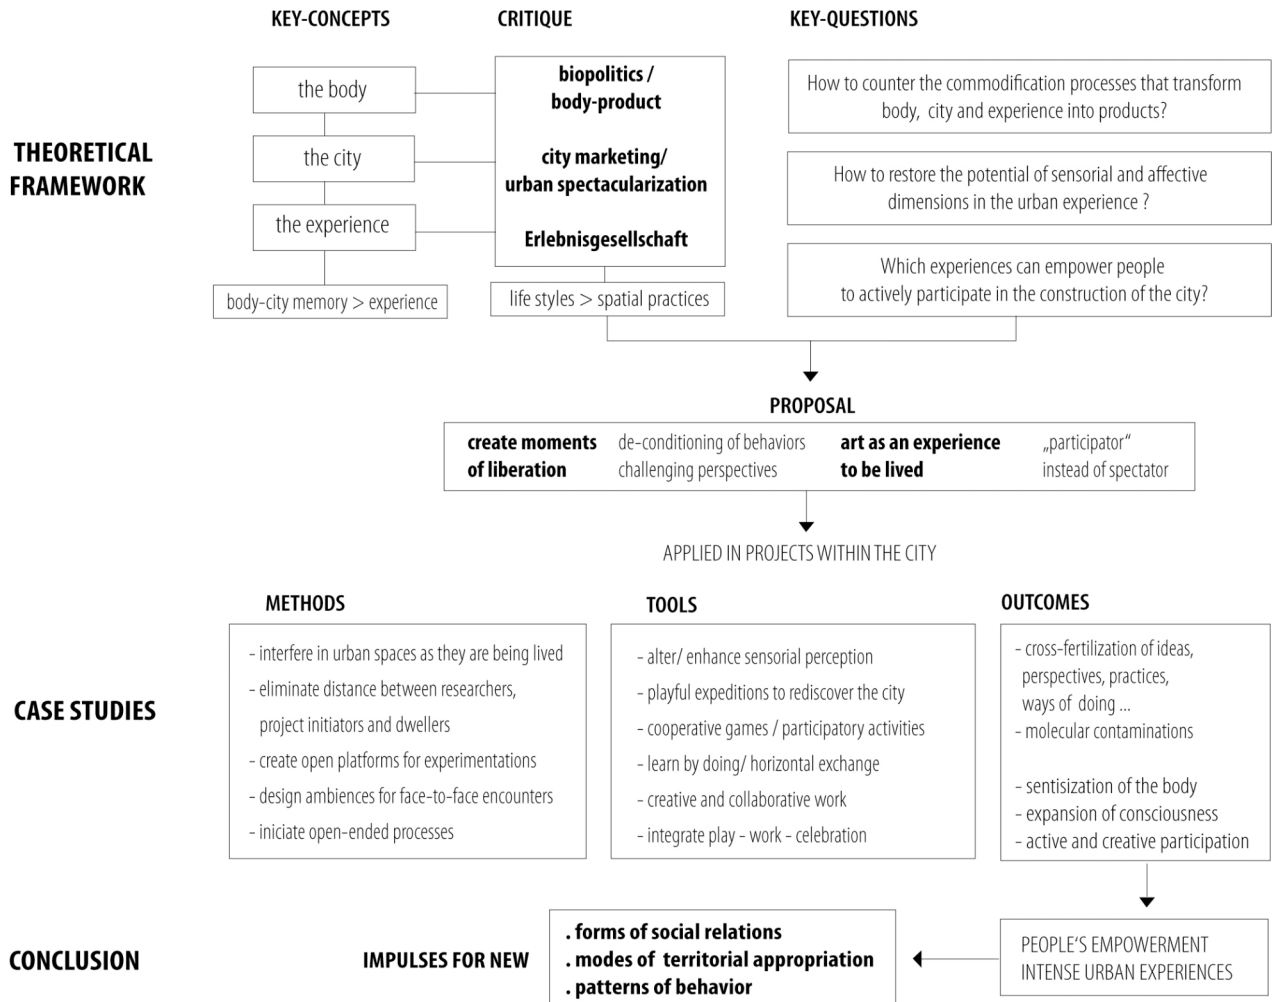 KEY-CONCEPTS
CRITIQUE
KEY-QUESTIONS
THEORETICAL
FRAMEWORK
the body
the city
the experience
body-city memory > experience
biopolitics /
body-product
city marketing/
urban spectacularization
Erlebnisgesellschaft
life styles > spatial practices
How to counter the commodification processes that transform
body, city and experience into products?
How to restore the potential of sensorial and affective
dimensions in the urban experience ?
Which experiences can empower people
to actively participate in the construction of the city?
PROPOSAL
create moments
of liberation
de-conditioning of behaviors
challenging perspectives
art as an experience
to be lived
„participator“
instead of spectator
APPLIED IN PROJECTS WITHIN THE CITY
CASE STUDIES
METHODS
- interfere in urban spaces as they are being lived
- eliminate distance between researchers,
project initiators and dwellers
- create open platforms for experimentations
- design ambiences for face-to-face encounters
- iniciate open-ended processes
TOOLS
- alter/ enhance sensorial perception
- playful expeditions to rediscover the city
- cooperative games / participatory activities
- learn by doing/ horizontal exchange
- creative and collaborative work
- integrate play - work - celebration
OUTCOMES
- cross-fertilization of ideas,
perspectives, practices,
ways of doing ...
- molecular contaminations
- sentisization of the body
- expansion of consciousness
- active and creative participation
CONCLUSION
IMPULSES FOR NEW
. forms of social relations
. modes of territorial appropriation
. patterns of behavior
PEOPLE‘S EMPOWERMENT
INTENSE URBAN EXPERIENCES